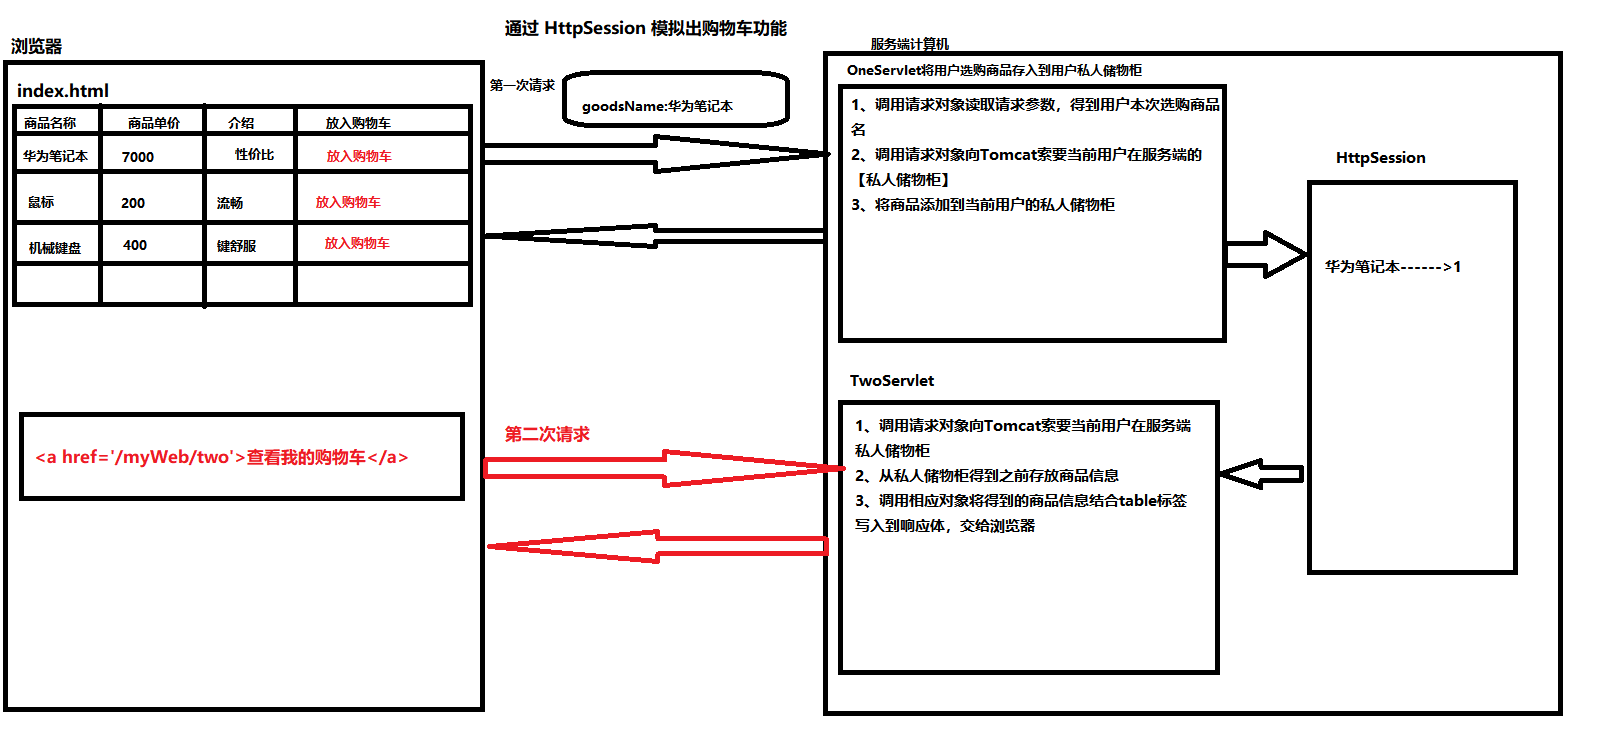 通过 HttpSession 模拟出购物车功能
浏览器
index.html
商品名称 商品单价 介绍 放入购物车
华为笔记本 7000 性价比 放入购物车
鼠标 200 流畅 放入购物车
机械键盘 400 键舒服 放入购物车
<a href='/myWeb/two'>查看我的购物车</a>
第一次请求
goodsName:华为笔记本
第二次请求
服务端计算机
OneServlet将用户选购商品存入到用户私人储物柜
1、调用请求对象读取请求参数，得到用户本次选购商品
名
2、调用请求对象向Tomcat索要当前用户在服务端的
【私人储物柜】
3、将商品添加到当前用户的私人储物柜
TwoServlet
1、调用请求对象向Tomcat索要当前用户在服务端
私人储物柜
2、从私人储物柜得到之前存放商品信息
3、调用相应对象将得到的商品信息结合table标签
写入到响应体，交给浏览器
HttpSession
华为笔记本------>1